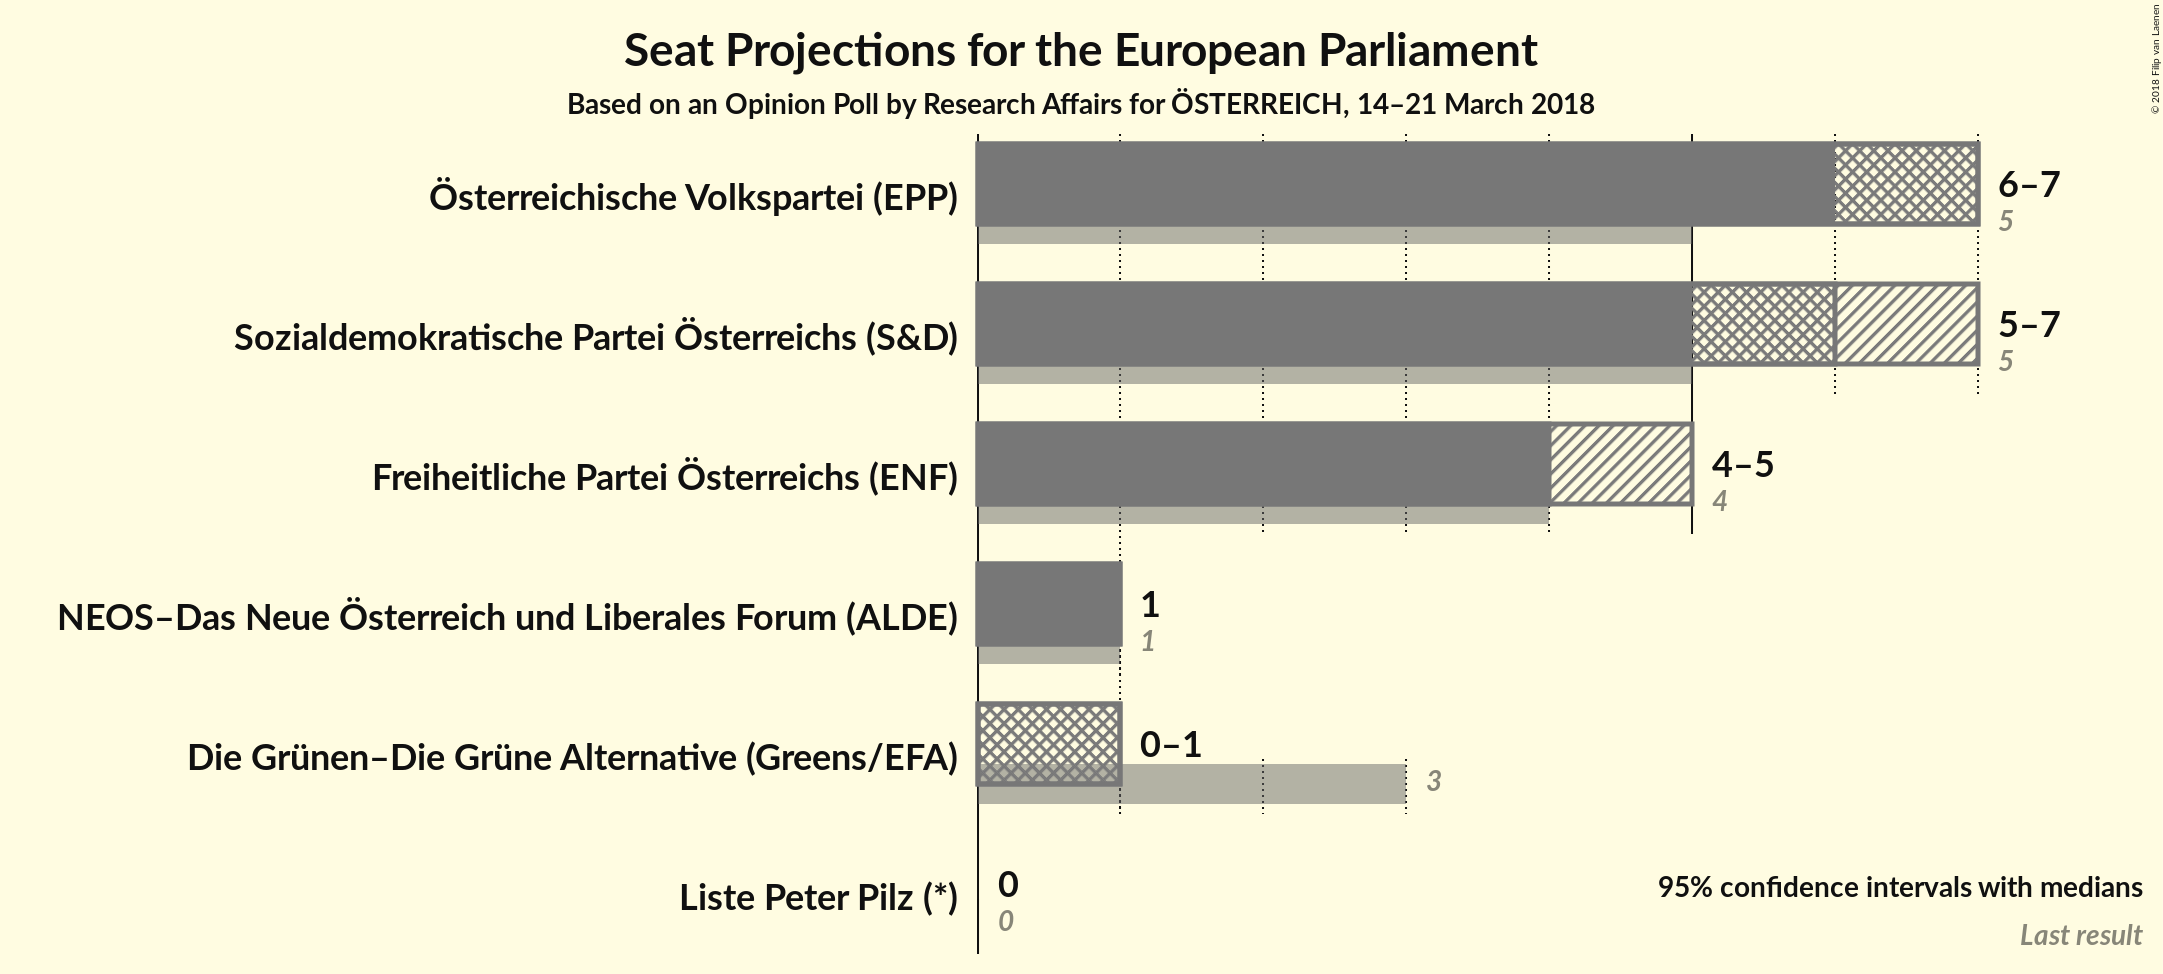 Seat Projections for the European Parliament
Based on an Opinion Poll by Research Affairs for ÖSTERREICH, 14–21 March 2018
© 2018 Filip van Laenen
Österreichische Volkspartei (EPP)
6–7
5
Sozialdemokratische Partei Österreichs (S&D)
5–7
5
Freiheitliche Partei Österreichs (ENF)
4–5
4
NEOS–Das Neue Österreich und Liberales Forum (ALDE)
1
1
Die Grünen–Die Grüne Alternative (Greens/EFA)
0–1
3
Liste Peter Pilz (*)
0
0
95% confidence intervals with medians
Last result